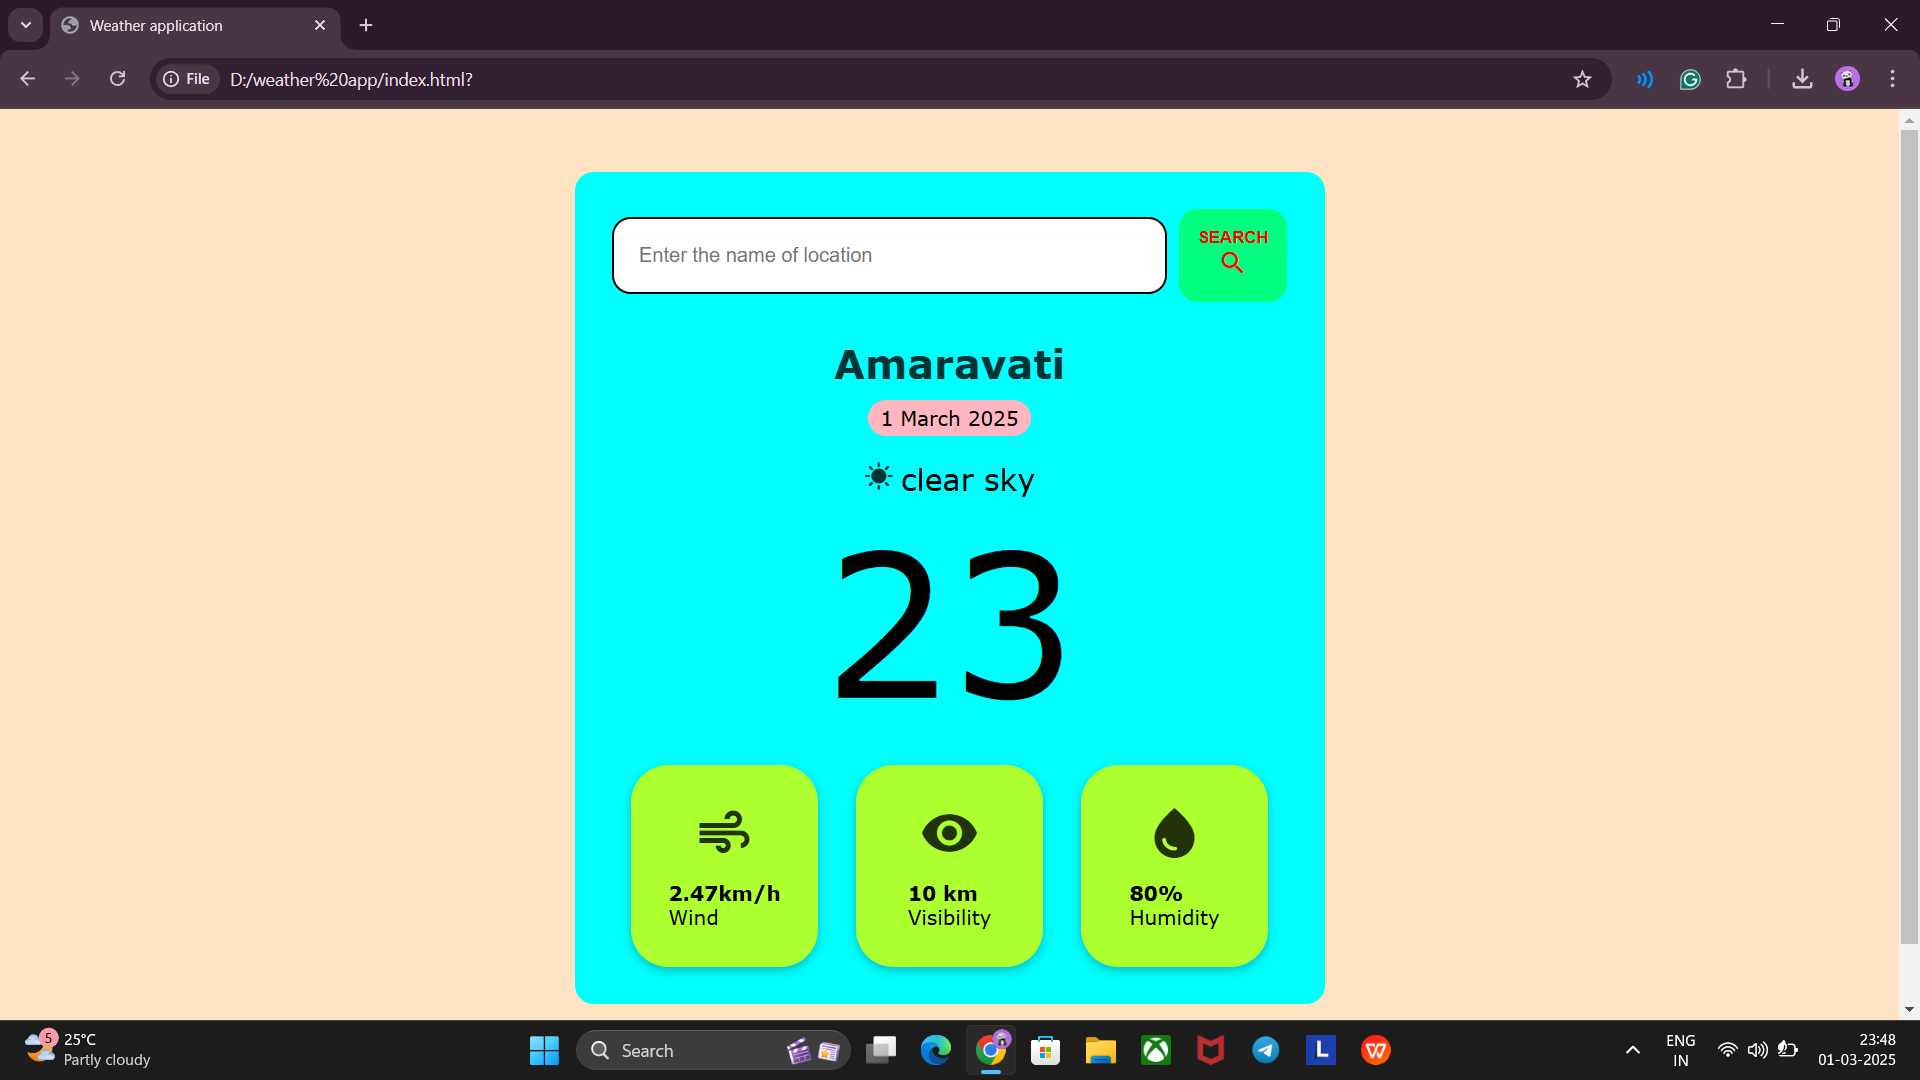 Weather application
File
D:/weather%20app/index.html?
Enter the name of location
SEARCH
Amaravati
1 March 2025
clear sky
23
2.47km/h
Wind
10 km
Visibility
80%
Humidity
5
25°C
Partly cloudy
Search
L
W
ENG
IN
23:48
01-03-2025